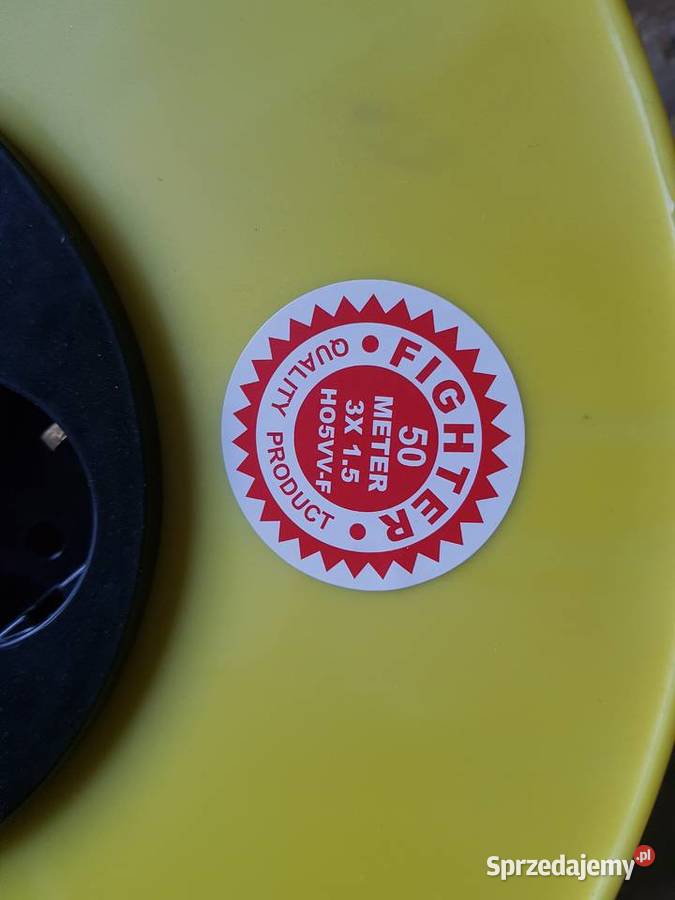 FIGHTER
50
METER
3X 1.5
HO5VV-F
QUALITY PRODUCT
Sprzedajemy.pl